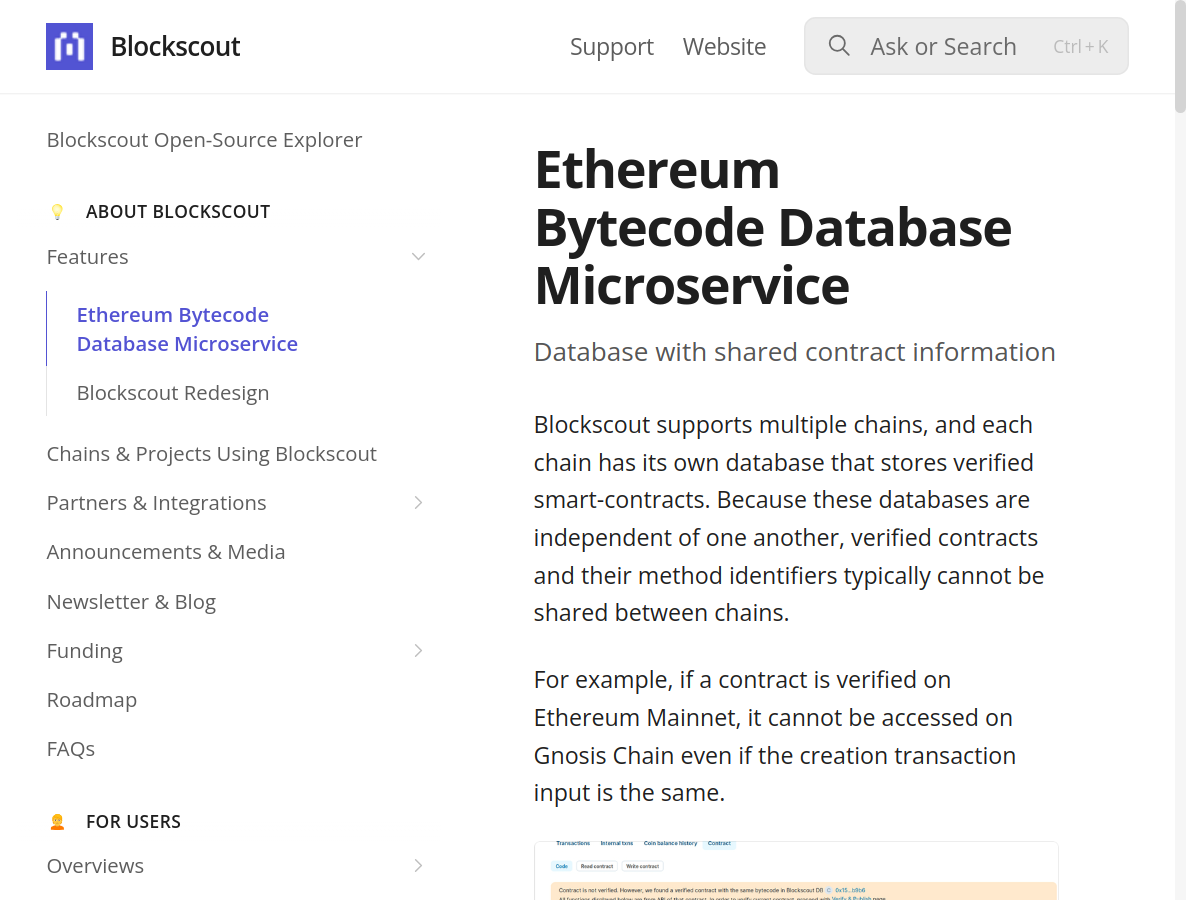 Blockscout
Support
Website
Ask or Search
Ctrl + K
Blockscout Open-Source Explorer
ABOUT BLOCKSCOUT
Features
Ethereum Bytecode
Database Microservice
Blockscout Redesign
Chains & Projects Using Blockscout
Partners & Integrations
Announcements & Media
Newsletter & Blog
Funding
Roadmap
FAQs
FOR USERS
Overviews
Ethereum
Bytecode Database
Microservice
Database with shared contract information
Blockscout supports multiple chains, and each
chain has its own database that stores verified
smart-contracts. Because these databases are
independent of one another, verified contracts
and their method identifiers typically cannot be
shared between chains.
For example, if a contract is verified on
Ethereum Mainnet, it cannot be accessed on
Gnosis Chain even if the creation transaction
input is the same.
Transactions Internal txns Coin balance history Contract
Code Read contract Write contract
Contract is not verified. However, we found a verified contract with the same bytecode in Blockscout DB